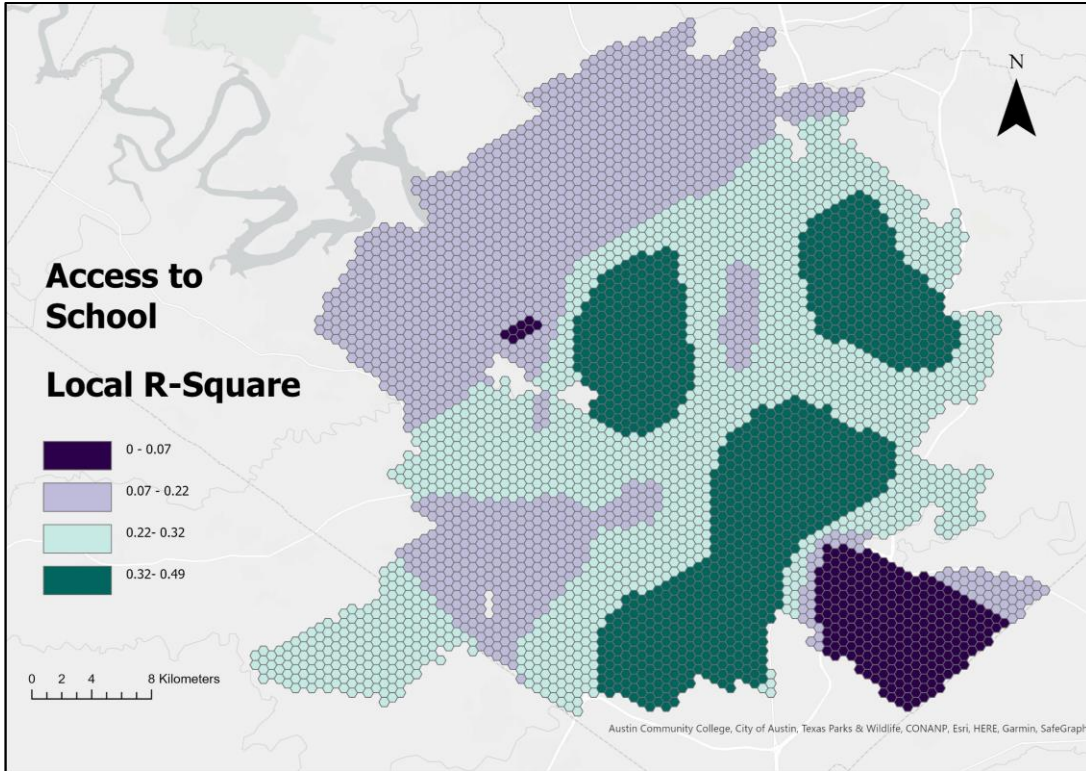 N
Access to
School
Local R-Square
0 - 0.07
0.07 - 0.22
0.22- 0.32
0.32- 0.49
0 2 4 8 Kilometers
Austin Community College, City of Austin, Texas Parks & Wildlife, CONANP, Esri, HERE, Garmin, SafeGraph